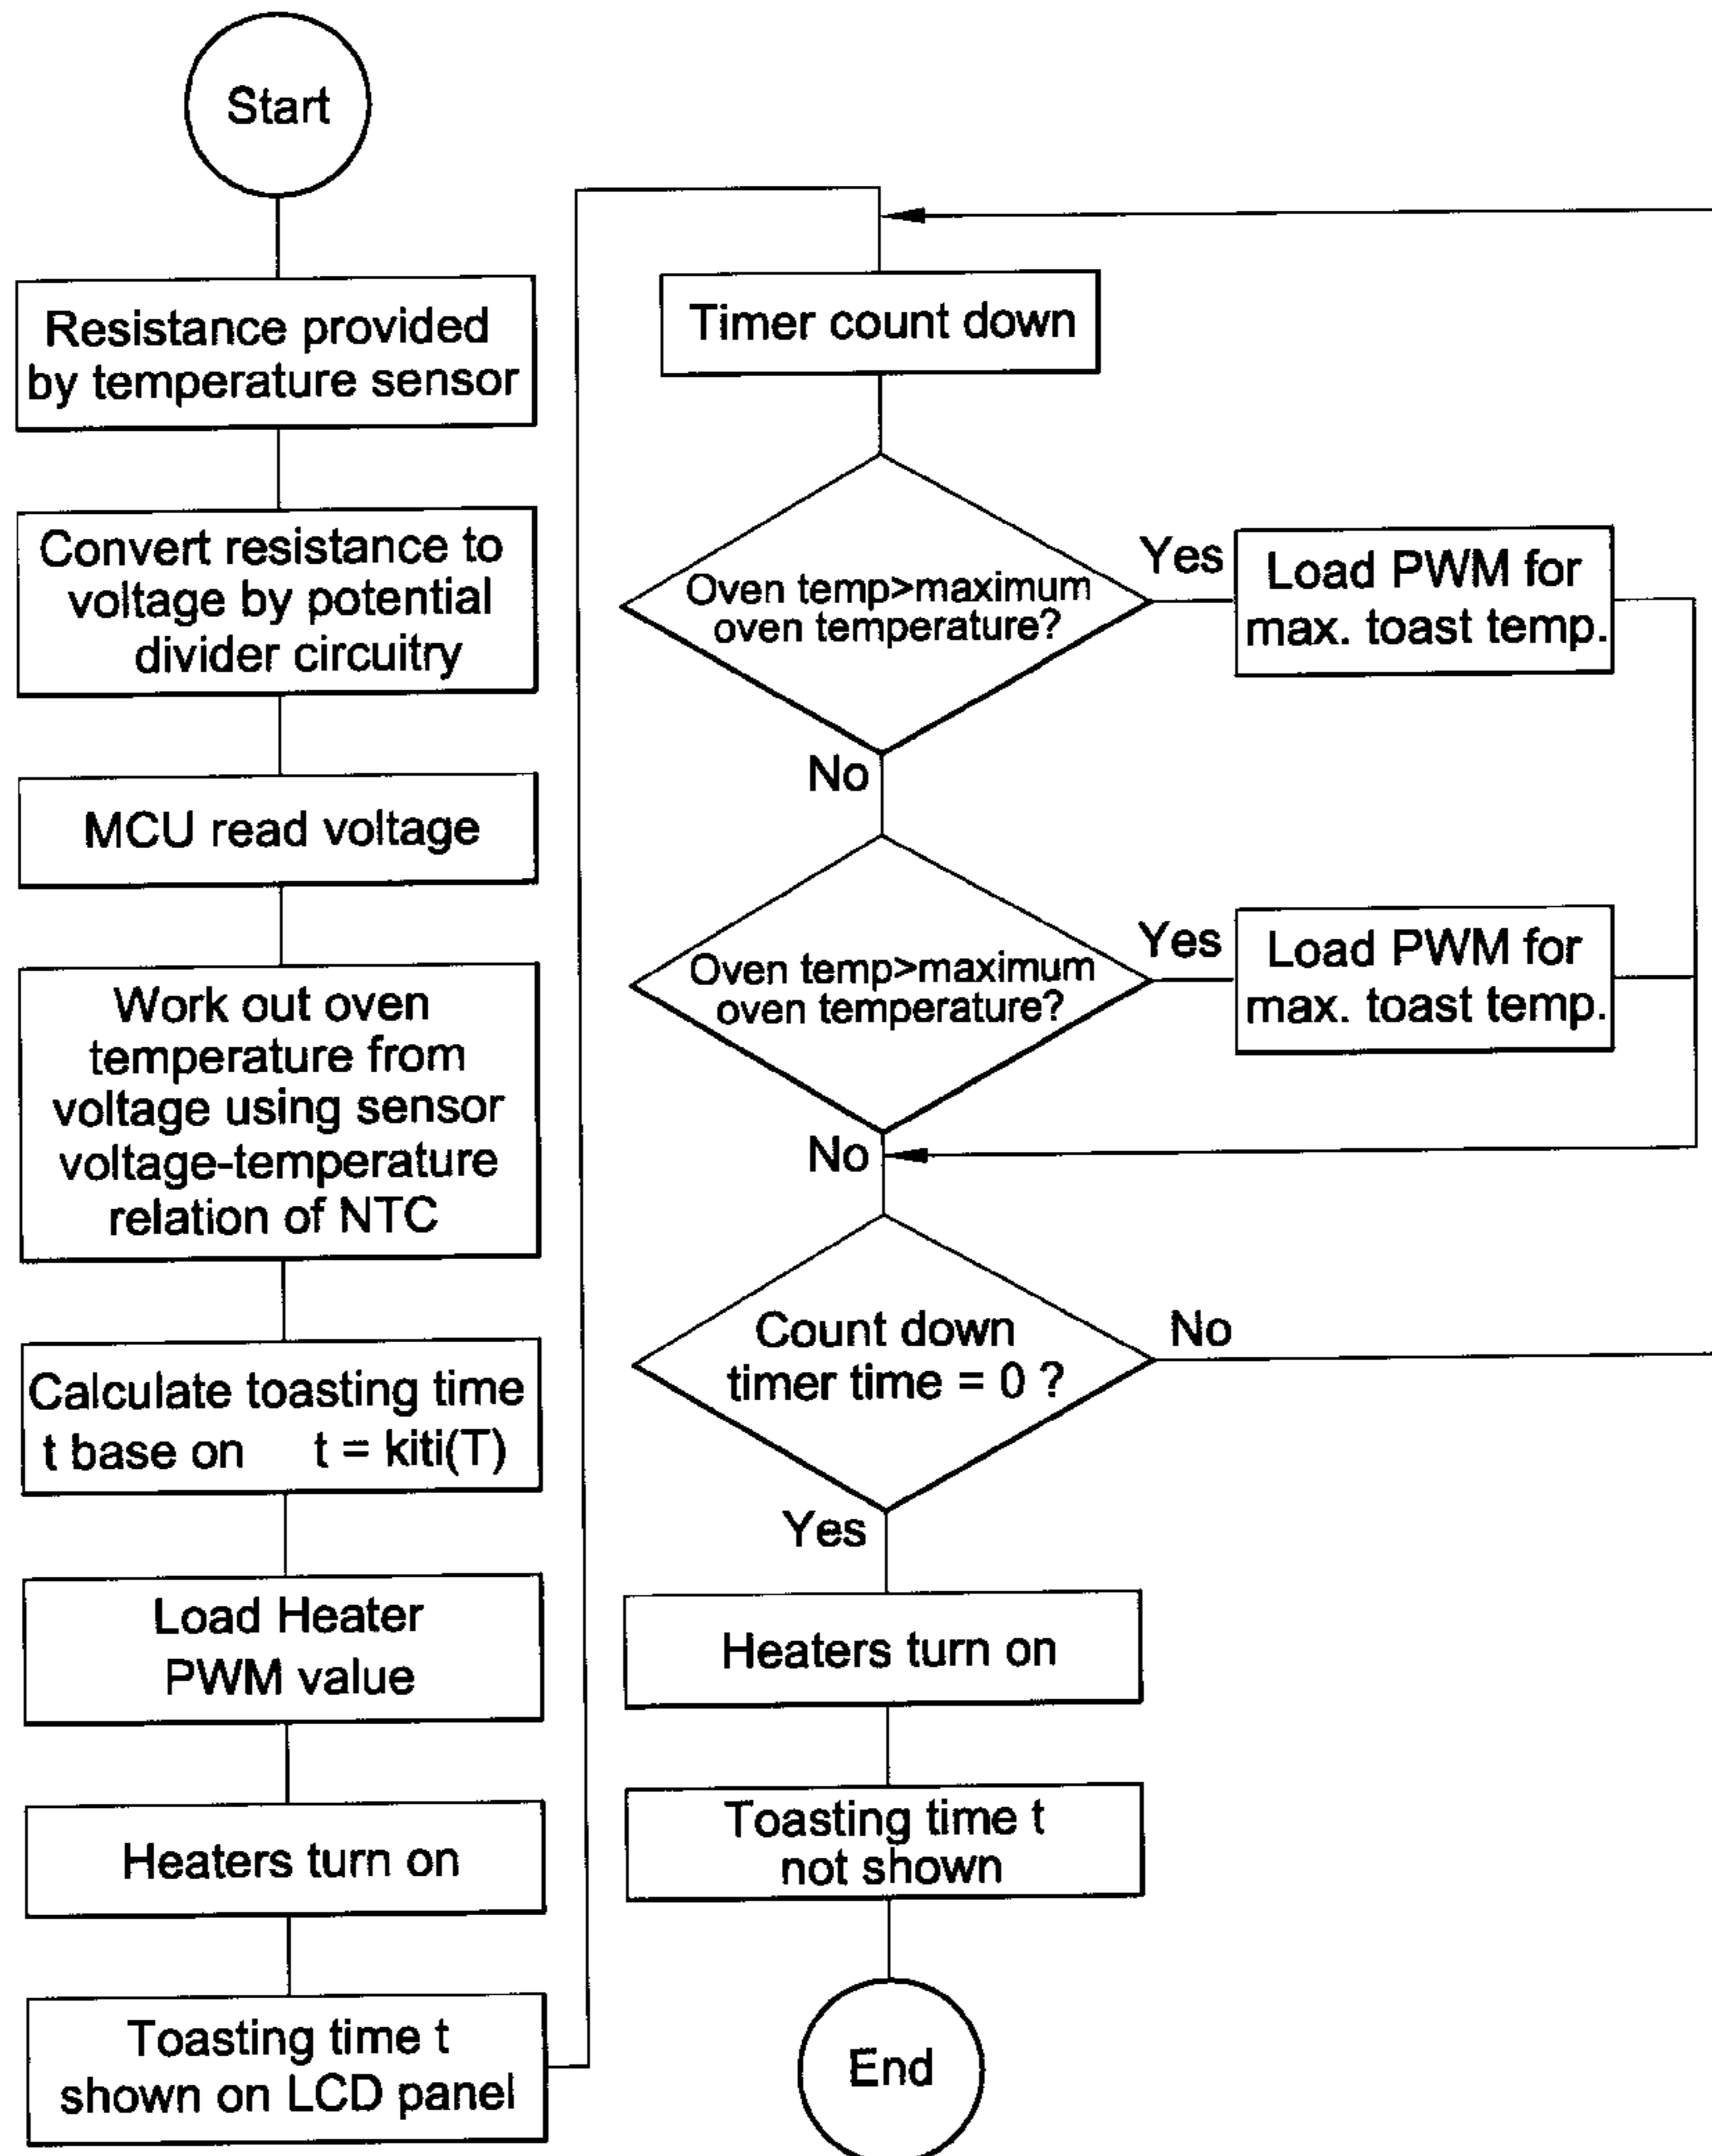 Start
Resistance provided
by temperature sensor
Convert resistance to
voltage by potential
divider circuitry
MCU read voltage
Work out oven
temperature from
voltage using sensor
voltage-temperature
relation of NTC
Calculate toasting time
t base on t = kiti(T)
Load Heater
PWM value
Heaters turn on
Toasting time t
shown on LCD panel
Timer count down
Oven temp>maximum
oven temperature?
Yes
Load PWM for
max. toast temp.
No
Oven temp>maximum
oven temperature?
Yes
Load PWM for
max. toast temp.
No
Count down
timer time = 0 ?
No
Yes
Heaters turn on
Toasting time t
not shown
End